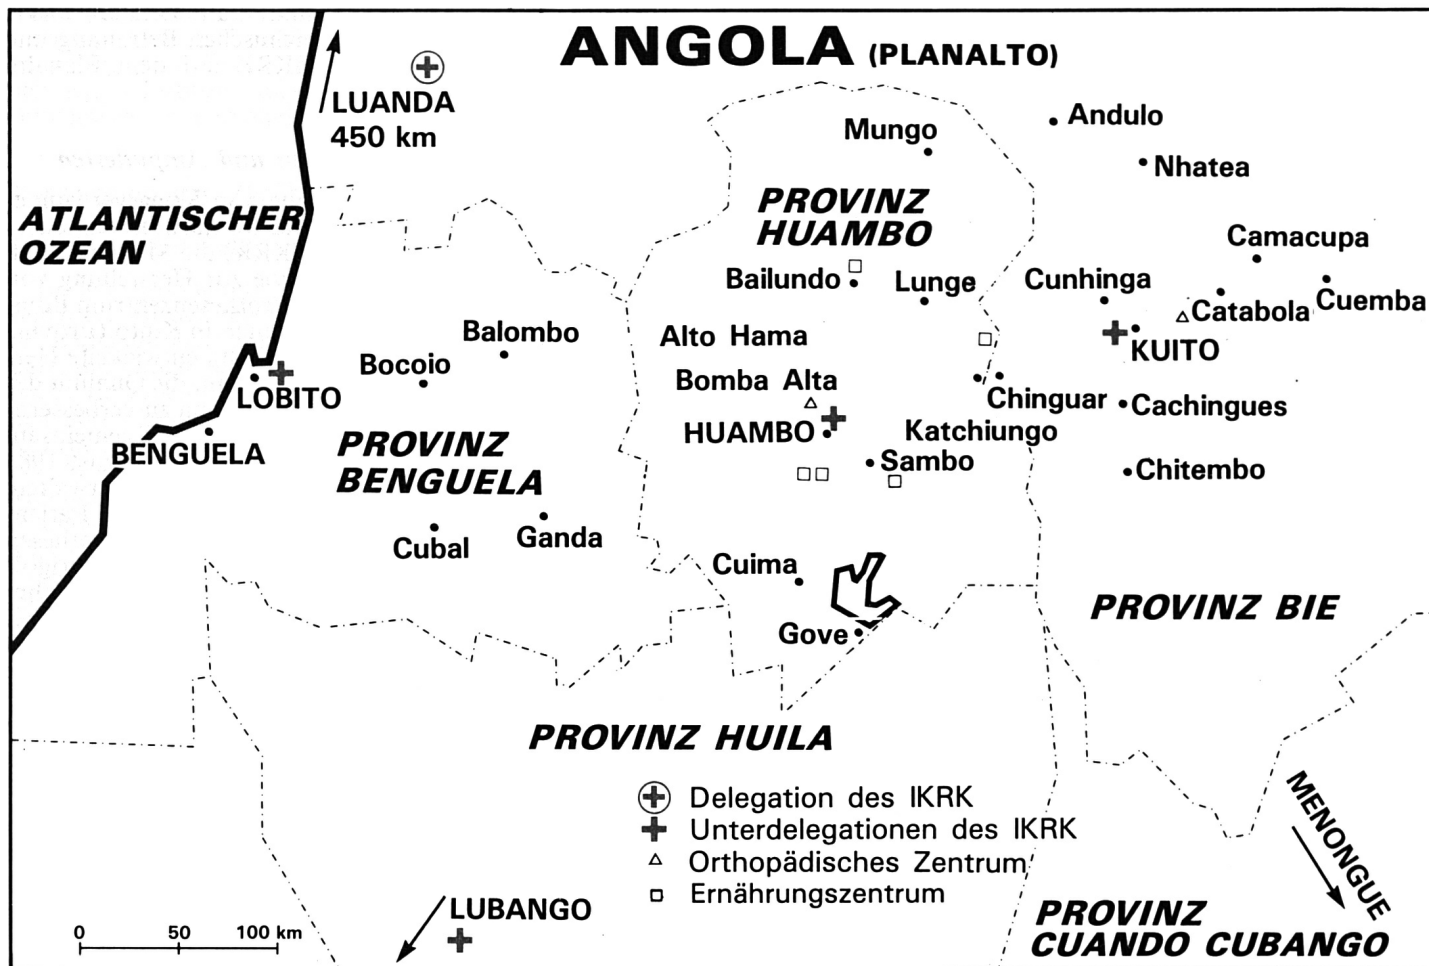 ANGOLA (PLANALTO)
LUANDA
450 km
ATLANTISCHER
OZEAN
Mungo
Andulo
Nhatea
PROVINZ
HUAMBO
Camacupa
Bailundo
Lunge
Cunhinga
Catabola
Cuemba
Balombo
Alto Hama
KUITO
Bocoio
Bomba Alta
LOBITO
Chinguar
Cachingues
BENGUELA
PROVINZ
BENGUELA
HUAMBO
Katchiungo
Sambo
Chitembo
Cubal
Ganda
Cuima
Gove
PROVINZ BIE
PROVINZ HUILA
Delegation des IKRK
Unterdelegationen des IKRK
Orthopädisches Zentrum
Ernährungszentrum
MENONGUE
LUBANGO
0 50 100 km
PROVINZ
CUANDO CUBANGO